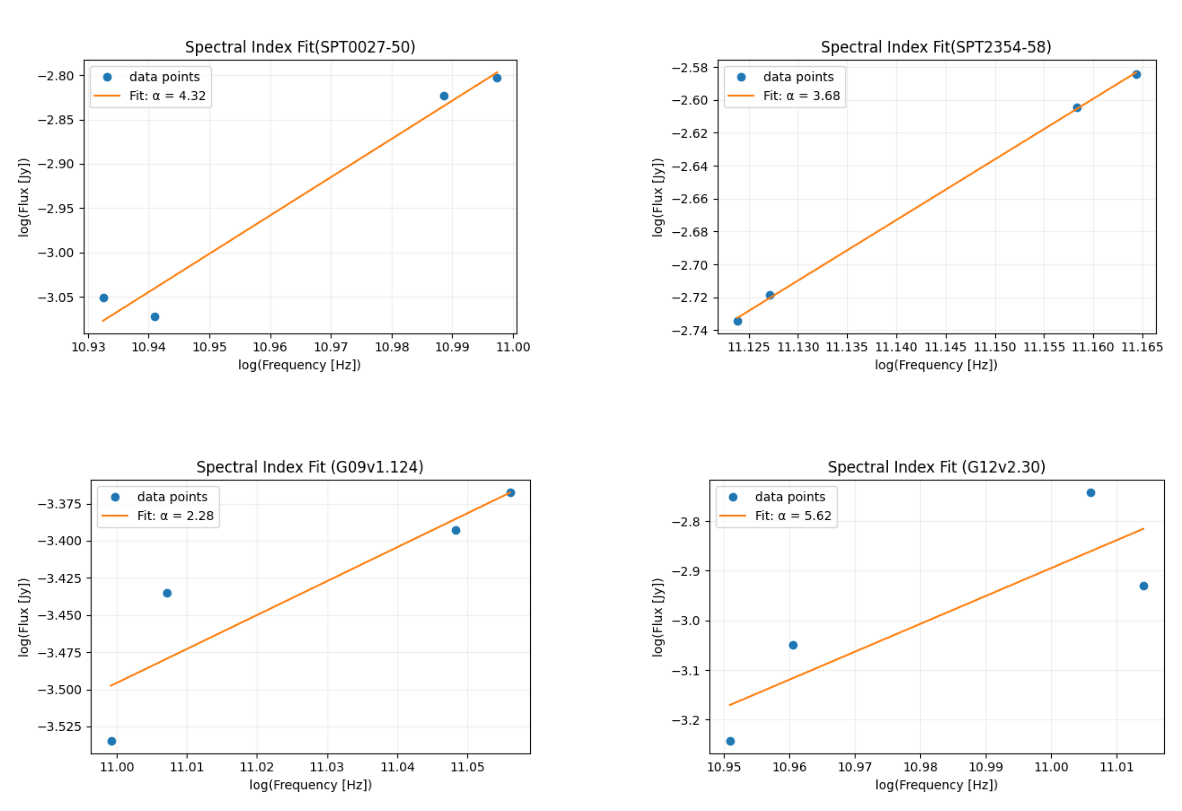 Spectral Index Fit(SPT0027-50)
data points
Fit: α = 4.32
log(Flux [Jy])
−2.80
−2.85
−2.90
−2.95
−3.00
−3.05
10.93 10.94 10.95 10.96 10.97 10.98 10.99 11.00
log(Frequency [Hz])
Spectral Index Fit(SPT2354-58)
data points
Fit: α = 3.68
log(Flux [Jy])
−2.58
−2.60
−2.62
−2.64
−2.66
−2.68
−2.70
−2.72
−2.74
11.125 11.130 11.135 11.140 11.145 11.150 11.155 11.160 11.165
log(Frequency [Hz])
Spectral Index Fit (G09v1.124)
data points
Fit: α = 2.28
log(Flux [Jy])
−3.375
−3.400
−3.425
−3.450
−3.475
−3.500
−3.525
11.00 11.01 11.02 11.03 11.04 11.05
log(Frequency [Hz])
Spectral Index Fit (G12v2.30)
data points
Fit: α = 5.62
log(Flux [Jy])
−2.8
−2.9
−3.0
−3.1
−3.2
10.95 10.96 10.97 10.98 10.99 11.00 11.01
log(Frequency [Hz])